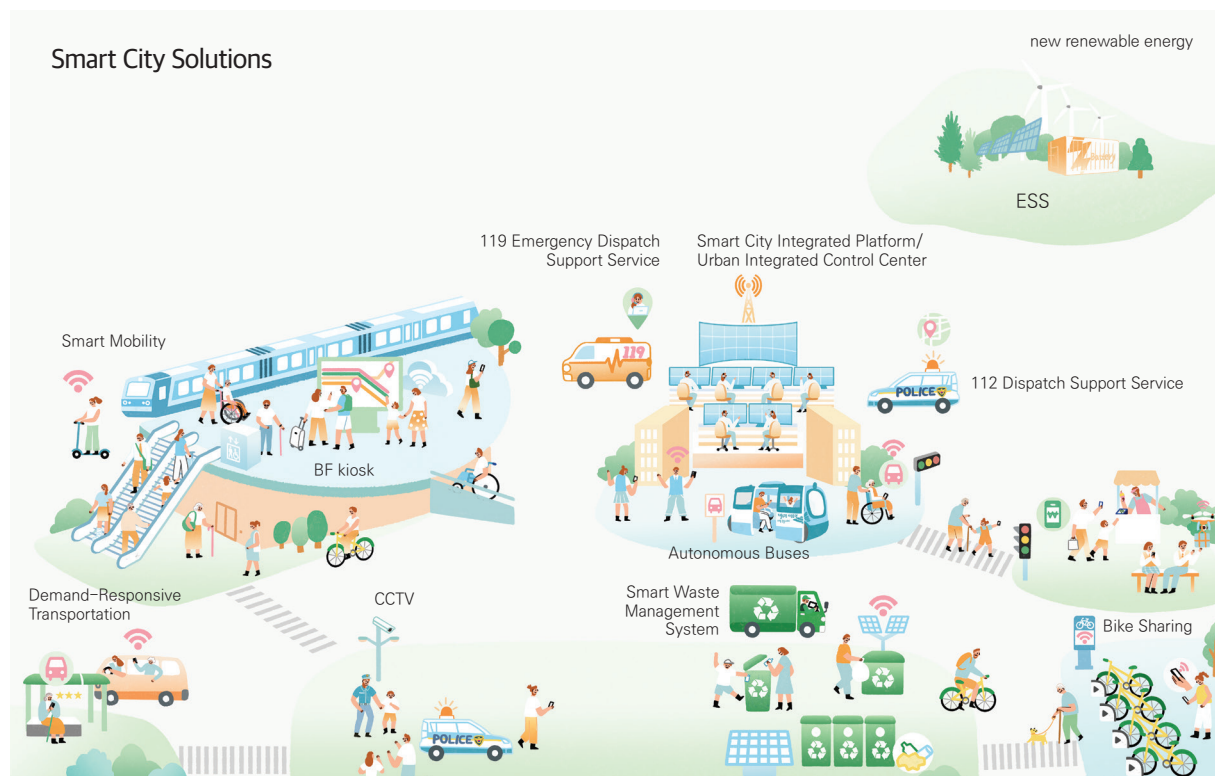 Smart City Solutions
new renewable energy
ESS
119 Emergency Dispatch
Support Service
Smart City Integrated Platform/
Urban Integrated Control Center
Smart Mobility
119
POLICE
112 Dispatch Support Service
BF kiosk
Autonomous Buses
Demand-Responsive
Transportation
CCTV
Smart Waste
Management
System
Bike Sharing
POLICE